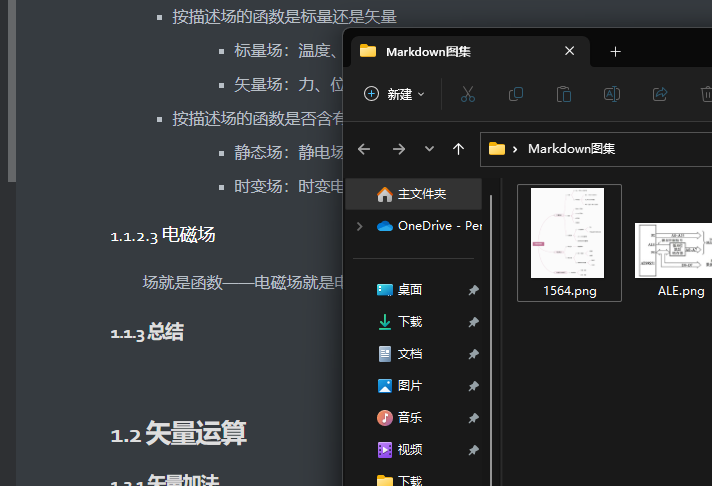 按描述场的函数是标量还是矢量
标量场：温度、
矢量场：力、位
按描述场的函数是否含有
静态场：静电场
时变场：时变电
1.1.2.3 电磁场
场就是函数——电磁场就是电
1.1.3 总结
1.2 矢量运算
1.2.1 矢量加法
Markdown图集
新建
Markdown图集
主文件夹
OneDrive - Per
桌面
下载
文档
图片
音乐
视频
下载
1564.png
ALE.png